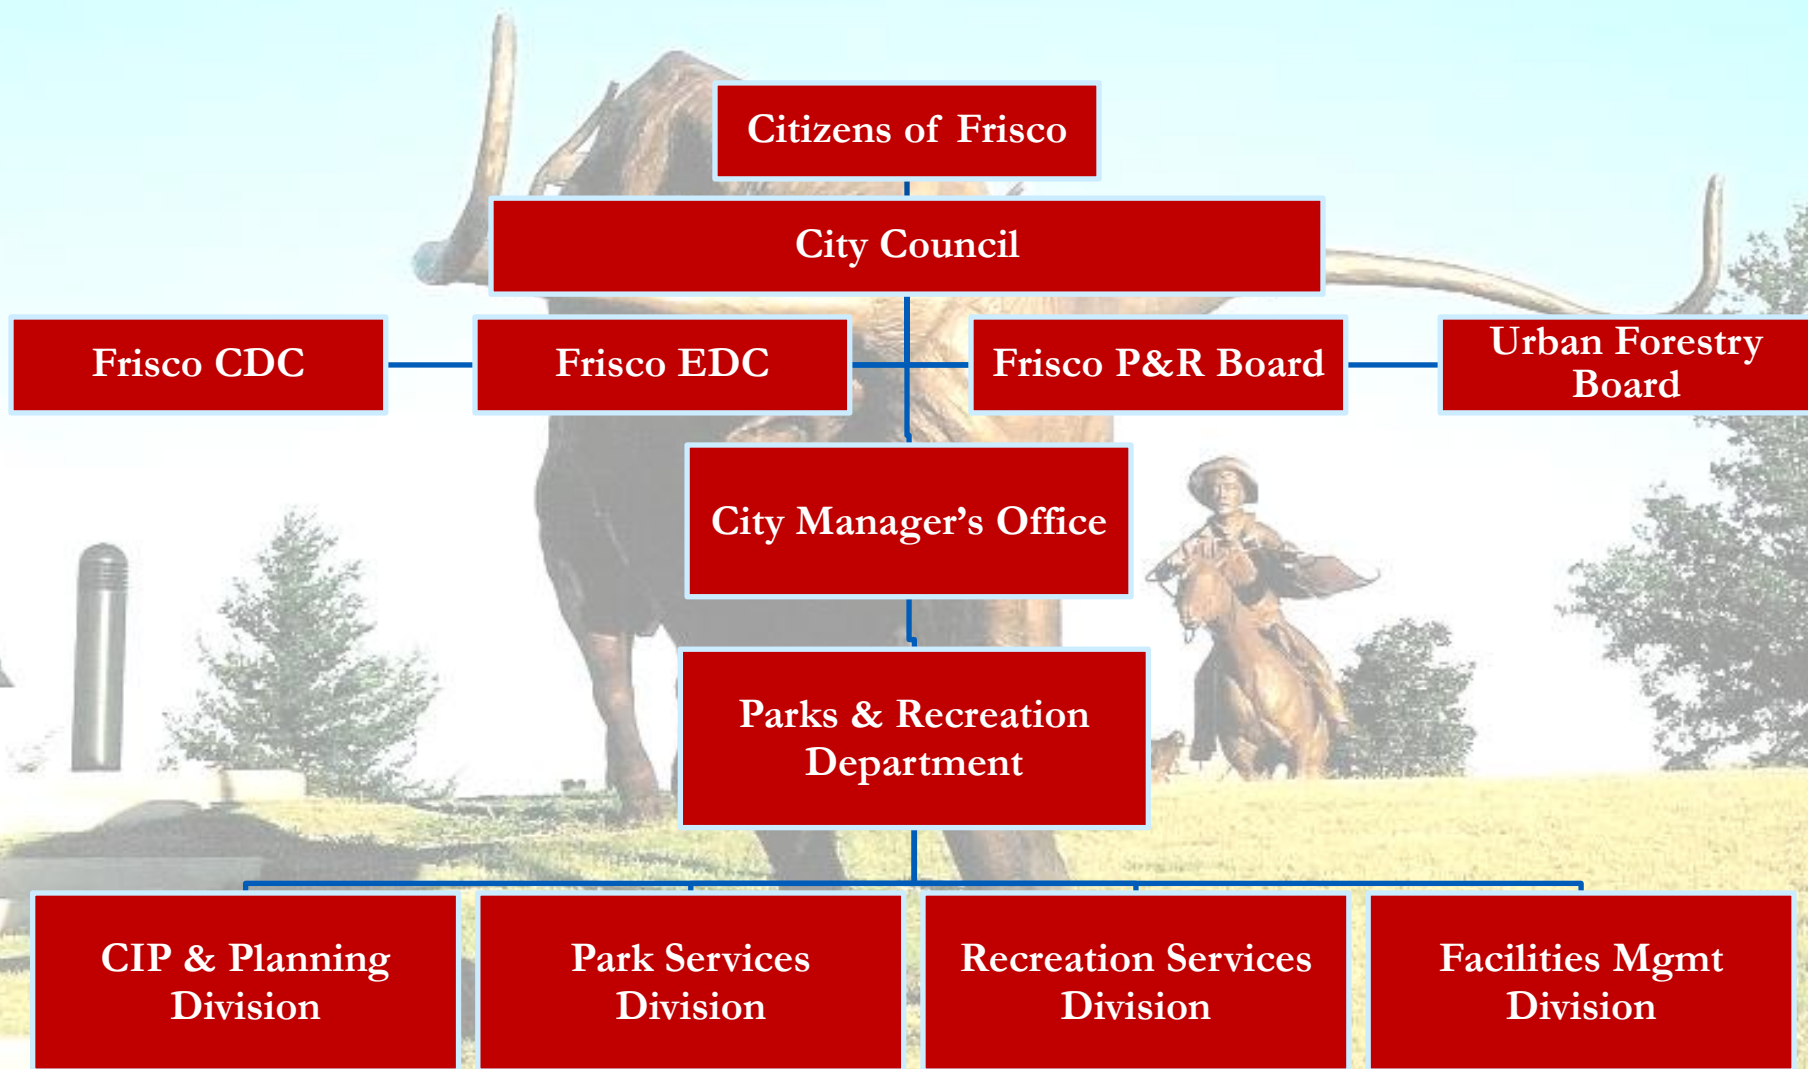 Citizens of Frisco
City Council
Frisco CDC
Frisco EDC
Frisco P&R Board
Urban Forestry
Board
City Manager’s Office
Parks & Recreation
Department
CIP & Planning
Division
Park Services
Division
Recreation Services
Division
Facilities Mgmt
Division